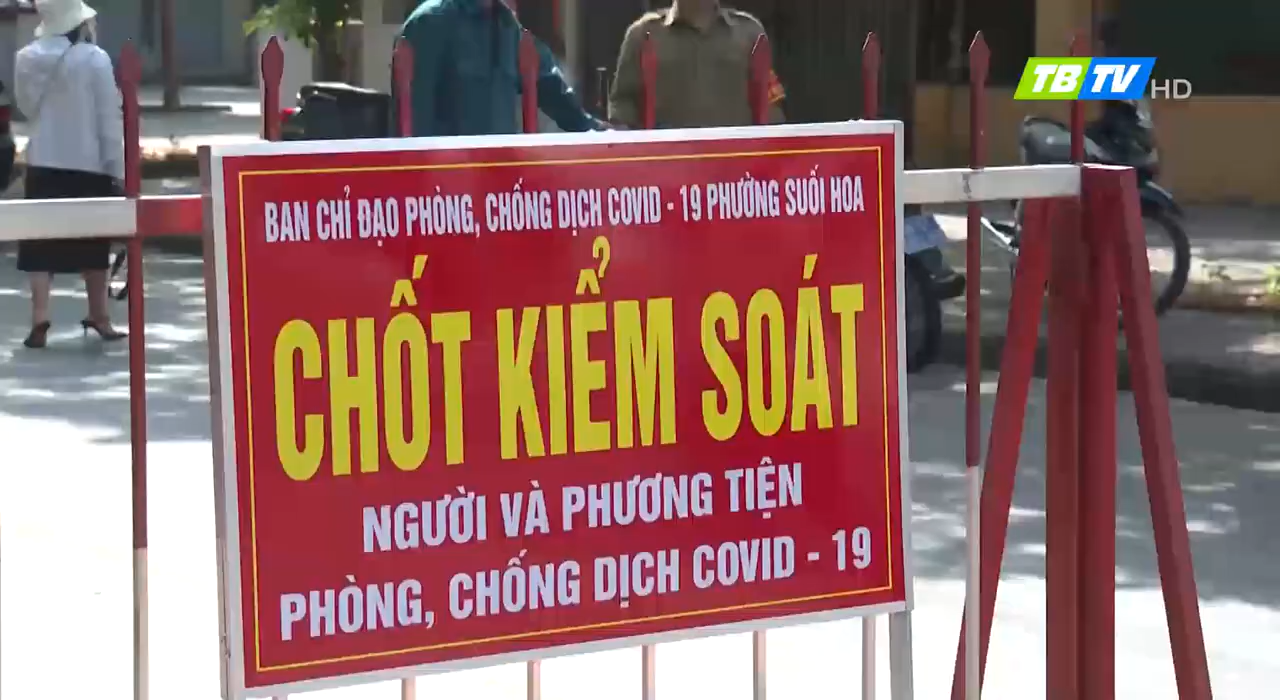 TBTV HD
BAN CHỈ ĐẠO PHÒNG, CHỐNG DỊCH COVID - 19 PHƯỜNG SUỐI HOA
CHỐT KIỂM SOÁT
NGƯỜI VÀ PHƯƠNG TIỆN
PHÒNG, CHỐNG DỊCH COVID - 19